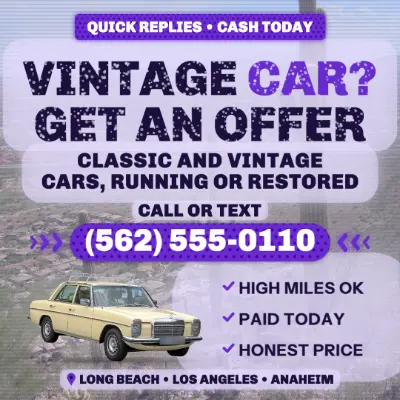 QUICK REPLIES • CASH TODAY
VINTAGE CAR?
GET AN OFFER
CLASSIC AND VINTAGE
CARS, RUNNING OR RESTORED
CALL OR TEXT
(562) 555-0110
HIGH MILES OK
PAID TODAY
HONEST PRICE
LONG BEACH • LOS ANGELES • ANAHEIM